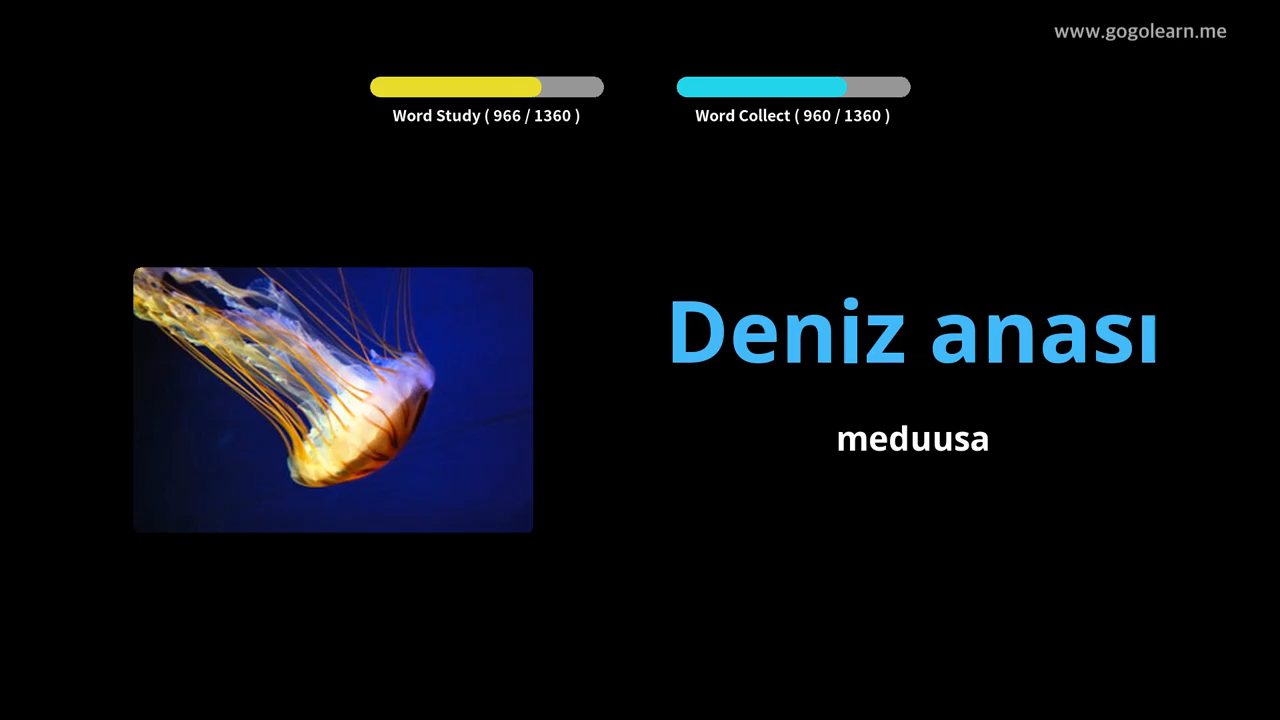 www.gogolearn.me
Word Study ( 966 / 1360 )
Word Collect ( 960 / 1360 )
Deniz anası
meduusa